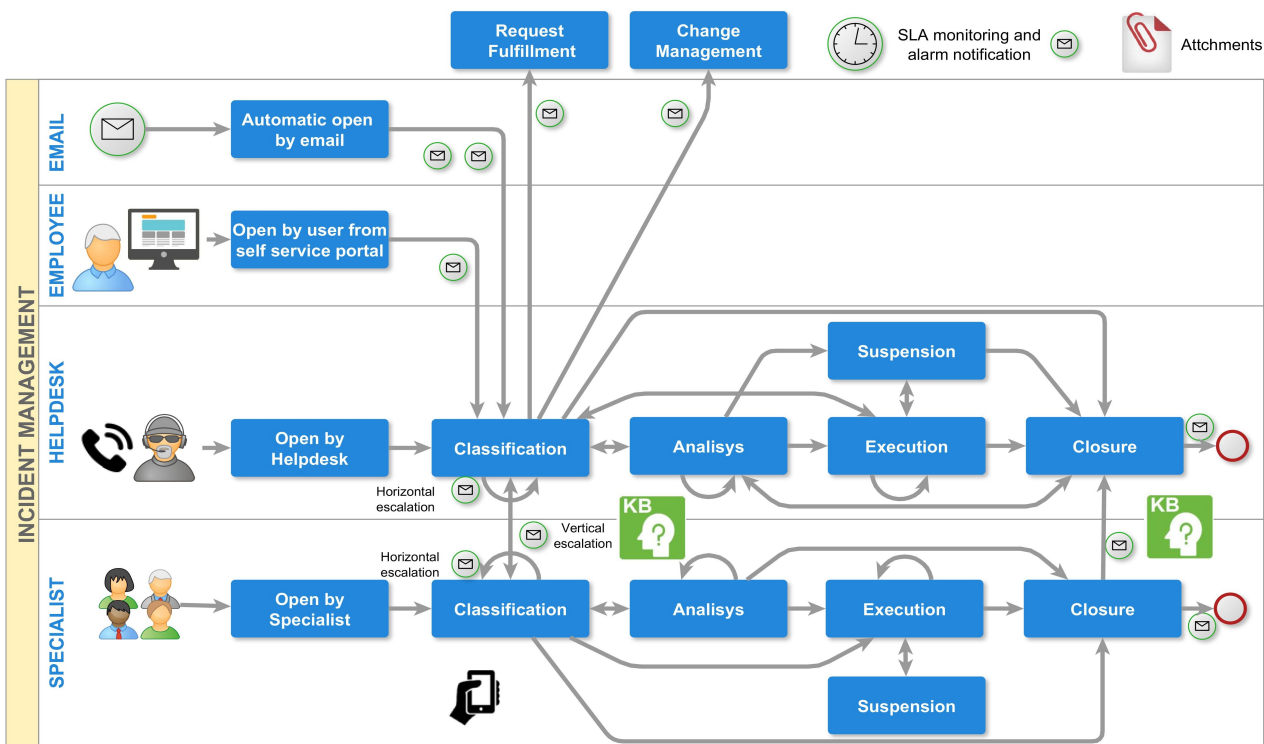 Request
Fulfillment
Change
Management
SLA monitoring and
alarm notification
Attchments
INCIDENT MANAGEMENT
EMAIL
Automatic open
by email
EMPLOYEE
Open by user from
self service portal
HELPDESK
Suspension
Open by
Helpdesk
Classification
Analisys
Execution
Closure
Horizontal
escalation
KB
?
KB
?
Vertical
escalation
Horizontal
escalation
SPECIALIST
Open by
Specialist
Classification
Analisys
Execution
Closure
Suspension